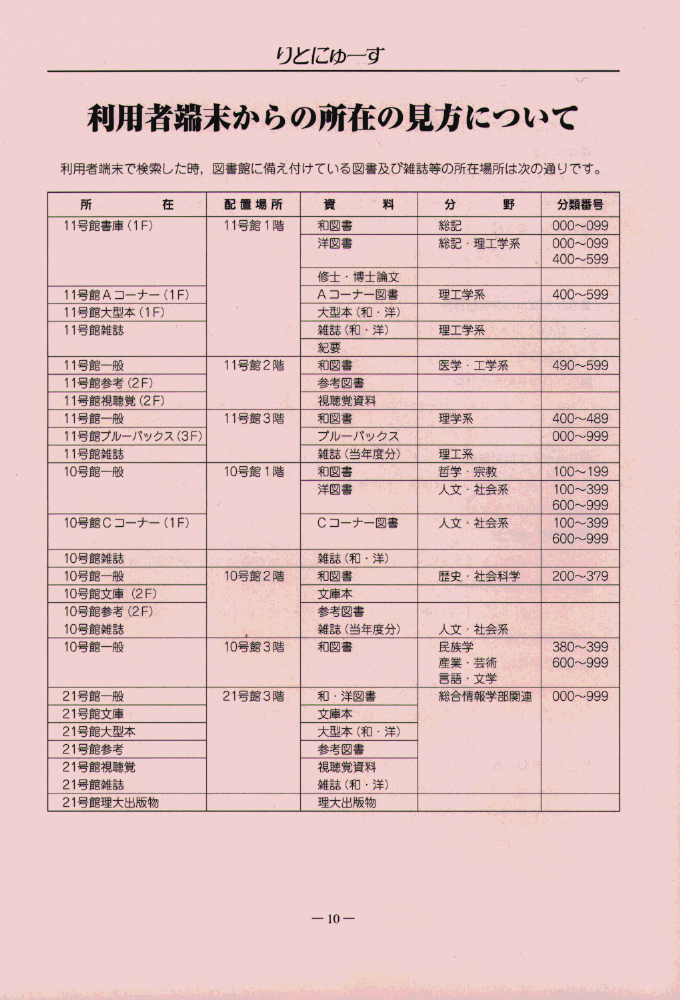 りとにゅーす
利用者端末からの所在の見方について
利用者端末で検索した時，図書館に備え付けている図書及び雑誌等の所在場所は次の通りです。
所 在 配置場所 資 料 分 野 分類番号
11号館書庫(1F) 11号館1階 和図書 総記 000〜099
洋図書 総記・理工学系 000〜099
400〜599
修士・博士論文
11号館Aコーナー(1F) Aコーナー図書 理工学系 400〜599
11号館大型本(1F) 大型本(和・洋)
11号館雑誌 雑誌(和・洋) 理工学系
紀要
11号館一般 11号館2階 和図書 医学・工学系 490〜599
11号館参考(2F) 参考図書
11号館視聴覚(2F) 視聴覚資料
11号館一般 11号館3階 和図書 理学系 400〜489
11号館ブルーバックス(3F) ブルーバックス 000〜999
11号館雑誌 雑誌(当年度分) 理工系
10号館一般 10号館1階 和図書 哲学・宗教 100〜199
洋図書 人文・社会系 100〜399
600〜999
10号館Cコーナー(1F) Cコーナー図書 人文・社会系 100〜399
600〜999
10号館雑誌 雑誌(和・洋)
10号館一般 10号館2階 和図書 歴史・社会科学 200〜379
10号館文庫(2F) 文庫本
10号館参考(2F) 参考図書
10号館雑誌 雑誌(当年度分) 人文・社会系
10号館一般 10号館3階 和図書 民族学 380〜399
産業・芸術 600〜999
言語・文学
21号館一般 21号館3階 和・洋図書 総合情報学部関連 000〜999
21号館文庫 文庫本
21号館大型本 大型本(和・洋)
21号館参考 参考図書
21号館視聴覚 視聴覚資料
21号館雑誌 雑誌(和・洋)
21号館理大出版物 理大出版物
― 10 ―